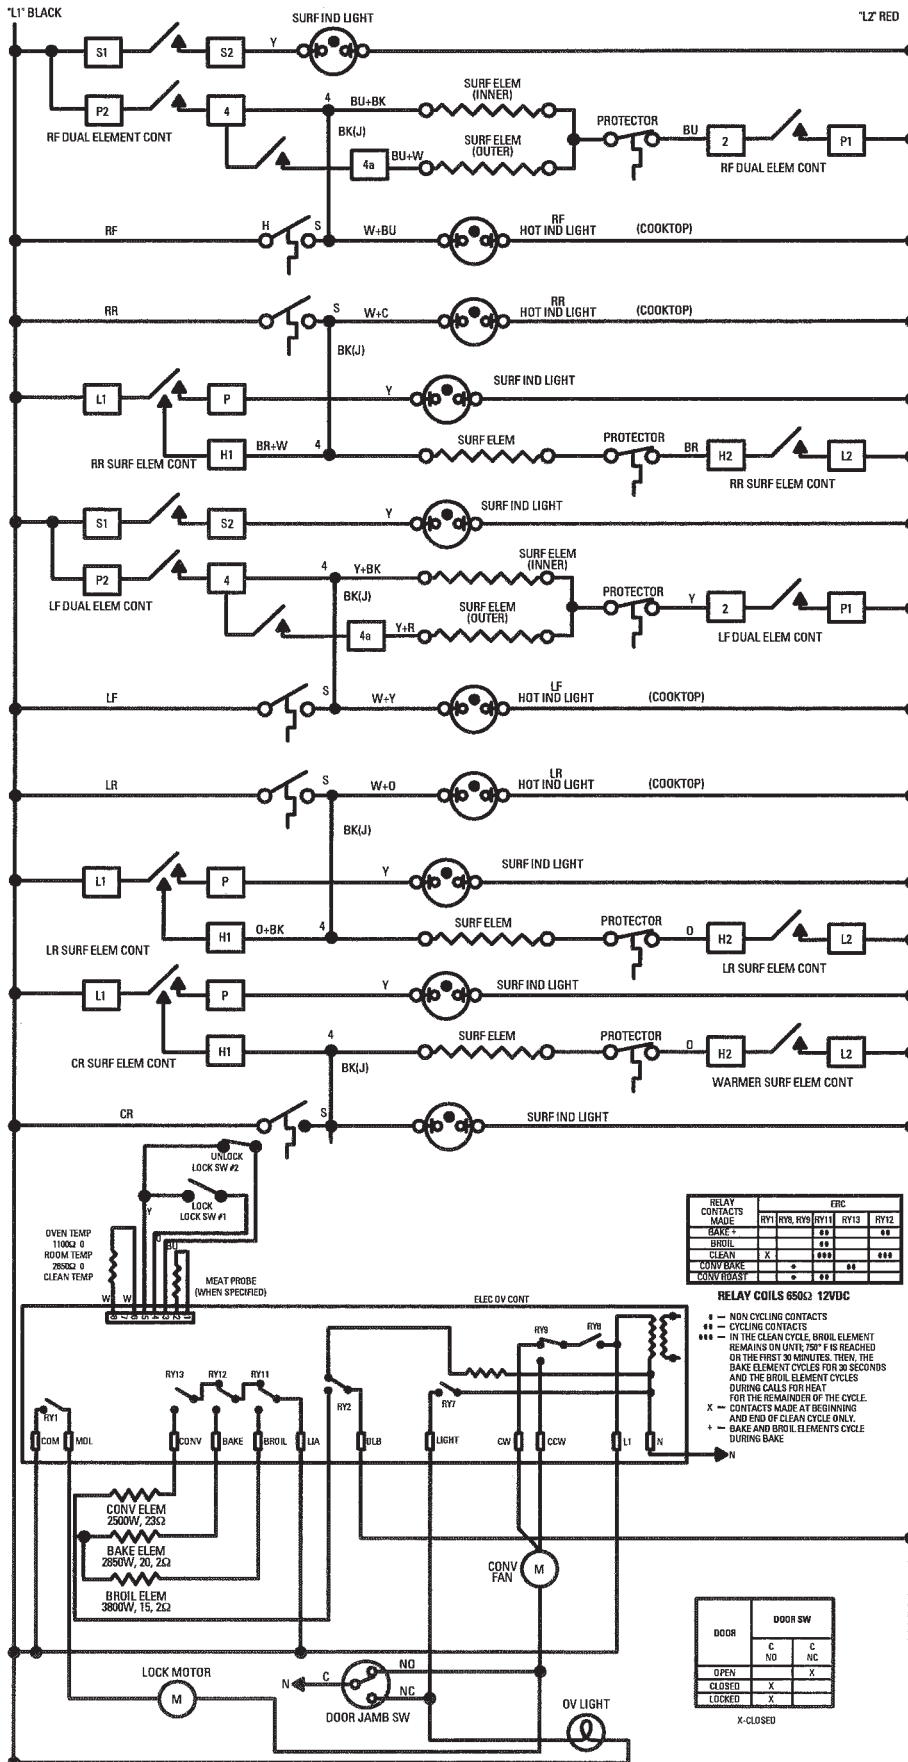 "L1" BLACK
"L2" RED
SURF IND LIGHT
S1
S2
Y
P2
4
4
BU+BK
SURF ELEM
(INNER)
RF DUAL ELEMENT CONT
BK(J)
4a
BU+W
SURF ELEM
(OUTER)
PROTECTOR
BU
2
P1
RF DUAL ELEM CONT
RF
H
S
W+BU
RF
HOT IND LIGHT
(COOKTOP)
RR
S
W+C
RR
HOT IND LIGHT
(COOKTOP)
BK(J)
L1
P
Y
SURF IND LIGHT
RR SURF ELEM CONT
H1
BR+W
4
SURF ELEM
PROTECTOR
BR
H2
L2
RR SURF ELEM CONT
S1
S2
Y
SURF IND LIGHT
P2
4
4
Y+BK
SURF ELEM
(INNER)
LF DUAL ELEM CONT
BK(J)
4a
Y+R
SURF ELEM
(OUTER)
PROTECTOR
Y
2
P1
LF DUAL ELEM CONT
LF
S
W+Y
LF
HOT IND LIGHT
(COOKTOP)
LR
S
W+O
LR
HOT IND LIGHT
(COOKTOP)
BK(J)
L1
P
Y
SURF IND LIGHT
LR SURF ELEM CONT
H1
O+BK
4
SURF ELEM
PROTECTOR
O
H2
L2
LR SURF ELEM CONT
L1
P
Y
SURF IND LIGHT
CR SURF ELEM CONT
H1
4
SURF ELEM
PROTECTOR
O
H2
L2
WARMER SURF ELEM CONT
BK(J)
CR
S
SURF IND LIGHT
UNLOCK
LOCK SW #2
LOCK
LOCK SW #1
Y
BU
OVEN TEMP
1100Ω @
ROOM TEMP
2650Ω @
CLEAN TEMP
W
W
MEAT PROBE
(WHEN SPECIFIED)
8 7 6 5 4 3 2 1
ELEC OV CONT
RELAY CONTACTS MADE
ERC
RY1 RY8, RY9 RY11 RY13 RY12
BAKE + •• ••
BROIL ••
CLEAN X ••• •••
CONV BAKE • ••
CONV ROAST • ••
RELAY COILS 650Ω 12VDC
• — NON CYCLING CONTACTS
•• — CYCLING CONTACTS
••• — IN THE CLEAN CYCLE, BROIL ELEMENT
REMAINS ON UNTIL 750° F IS REACHED
OR THE FIRST 30 MINUTES. THEN, THE
BAKE ELEMENT CYCLES FOR 30 SECONDS
AND THE BROIL ELEMENT CYCLES
DURING CALLS FOR HEAT
FOR THE REMAINDER OF THE CYCLE.
X — CONTACTS MADE AT BEGINNING
AND END OF CLEAN CYCLE ONLY.
+ — BAKE AND BROIL ELEMENTS CYCLE
DURING BAKE
RY9
RY8
RY13
RY12
RY11
RY1
RY2
RY7
COM
MDL
CONV
BAKE
BROIL
LIA
DLB
LIGHT
CW
CCW
L1
N
N
CONV ELEM
2500W, 23Ω
BAKE ELEM
2850W, 20, 2Ω
BROIL ELEM
3800W, 15, 2Ω
CONV
FAN
M
LOCK MOTOR
M
N
C
NO
NC
DOOR JAMB SW
OV LIGHT
DOOR
DOOR SW
C NO
C NC
OPEN X
CLOSED X
LOCKED X
X-CLOSED